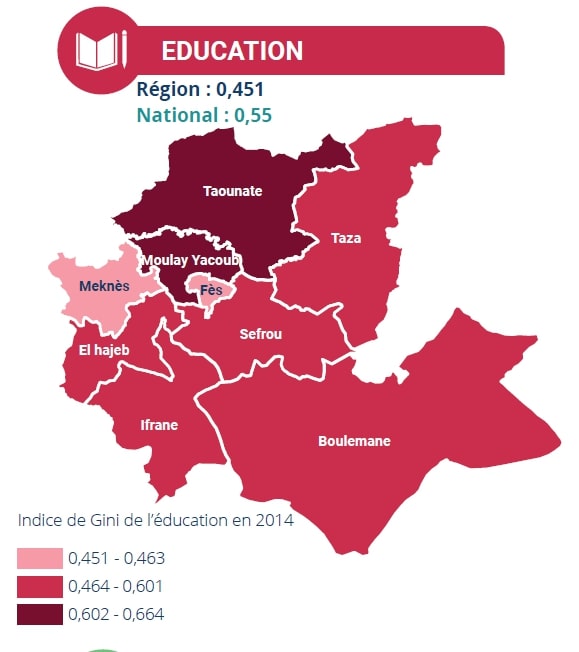 EDUCATION
Région : 0,451
National : 0,55
Taounate
Taza
Moulay Yacoub
Meknès
Fès
Sefrou
El hajeb
Ifrane
Boulemane
Indice de Gini de l’éducation en 2014
0,451 - 0,463
0,464 - 0,601
0,602 - 0,664